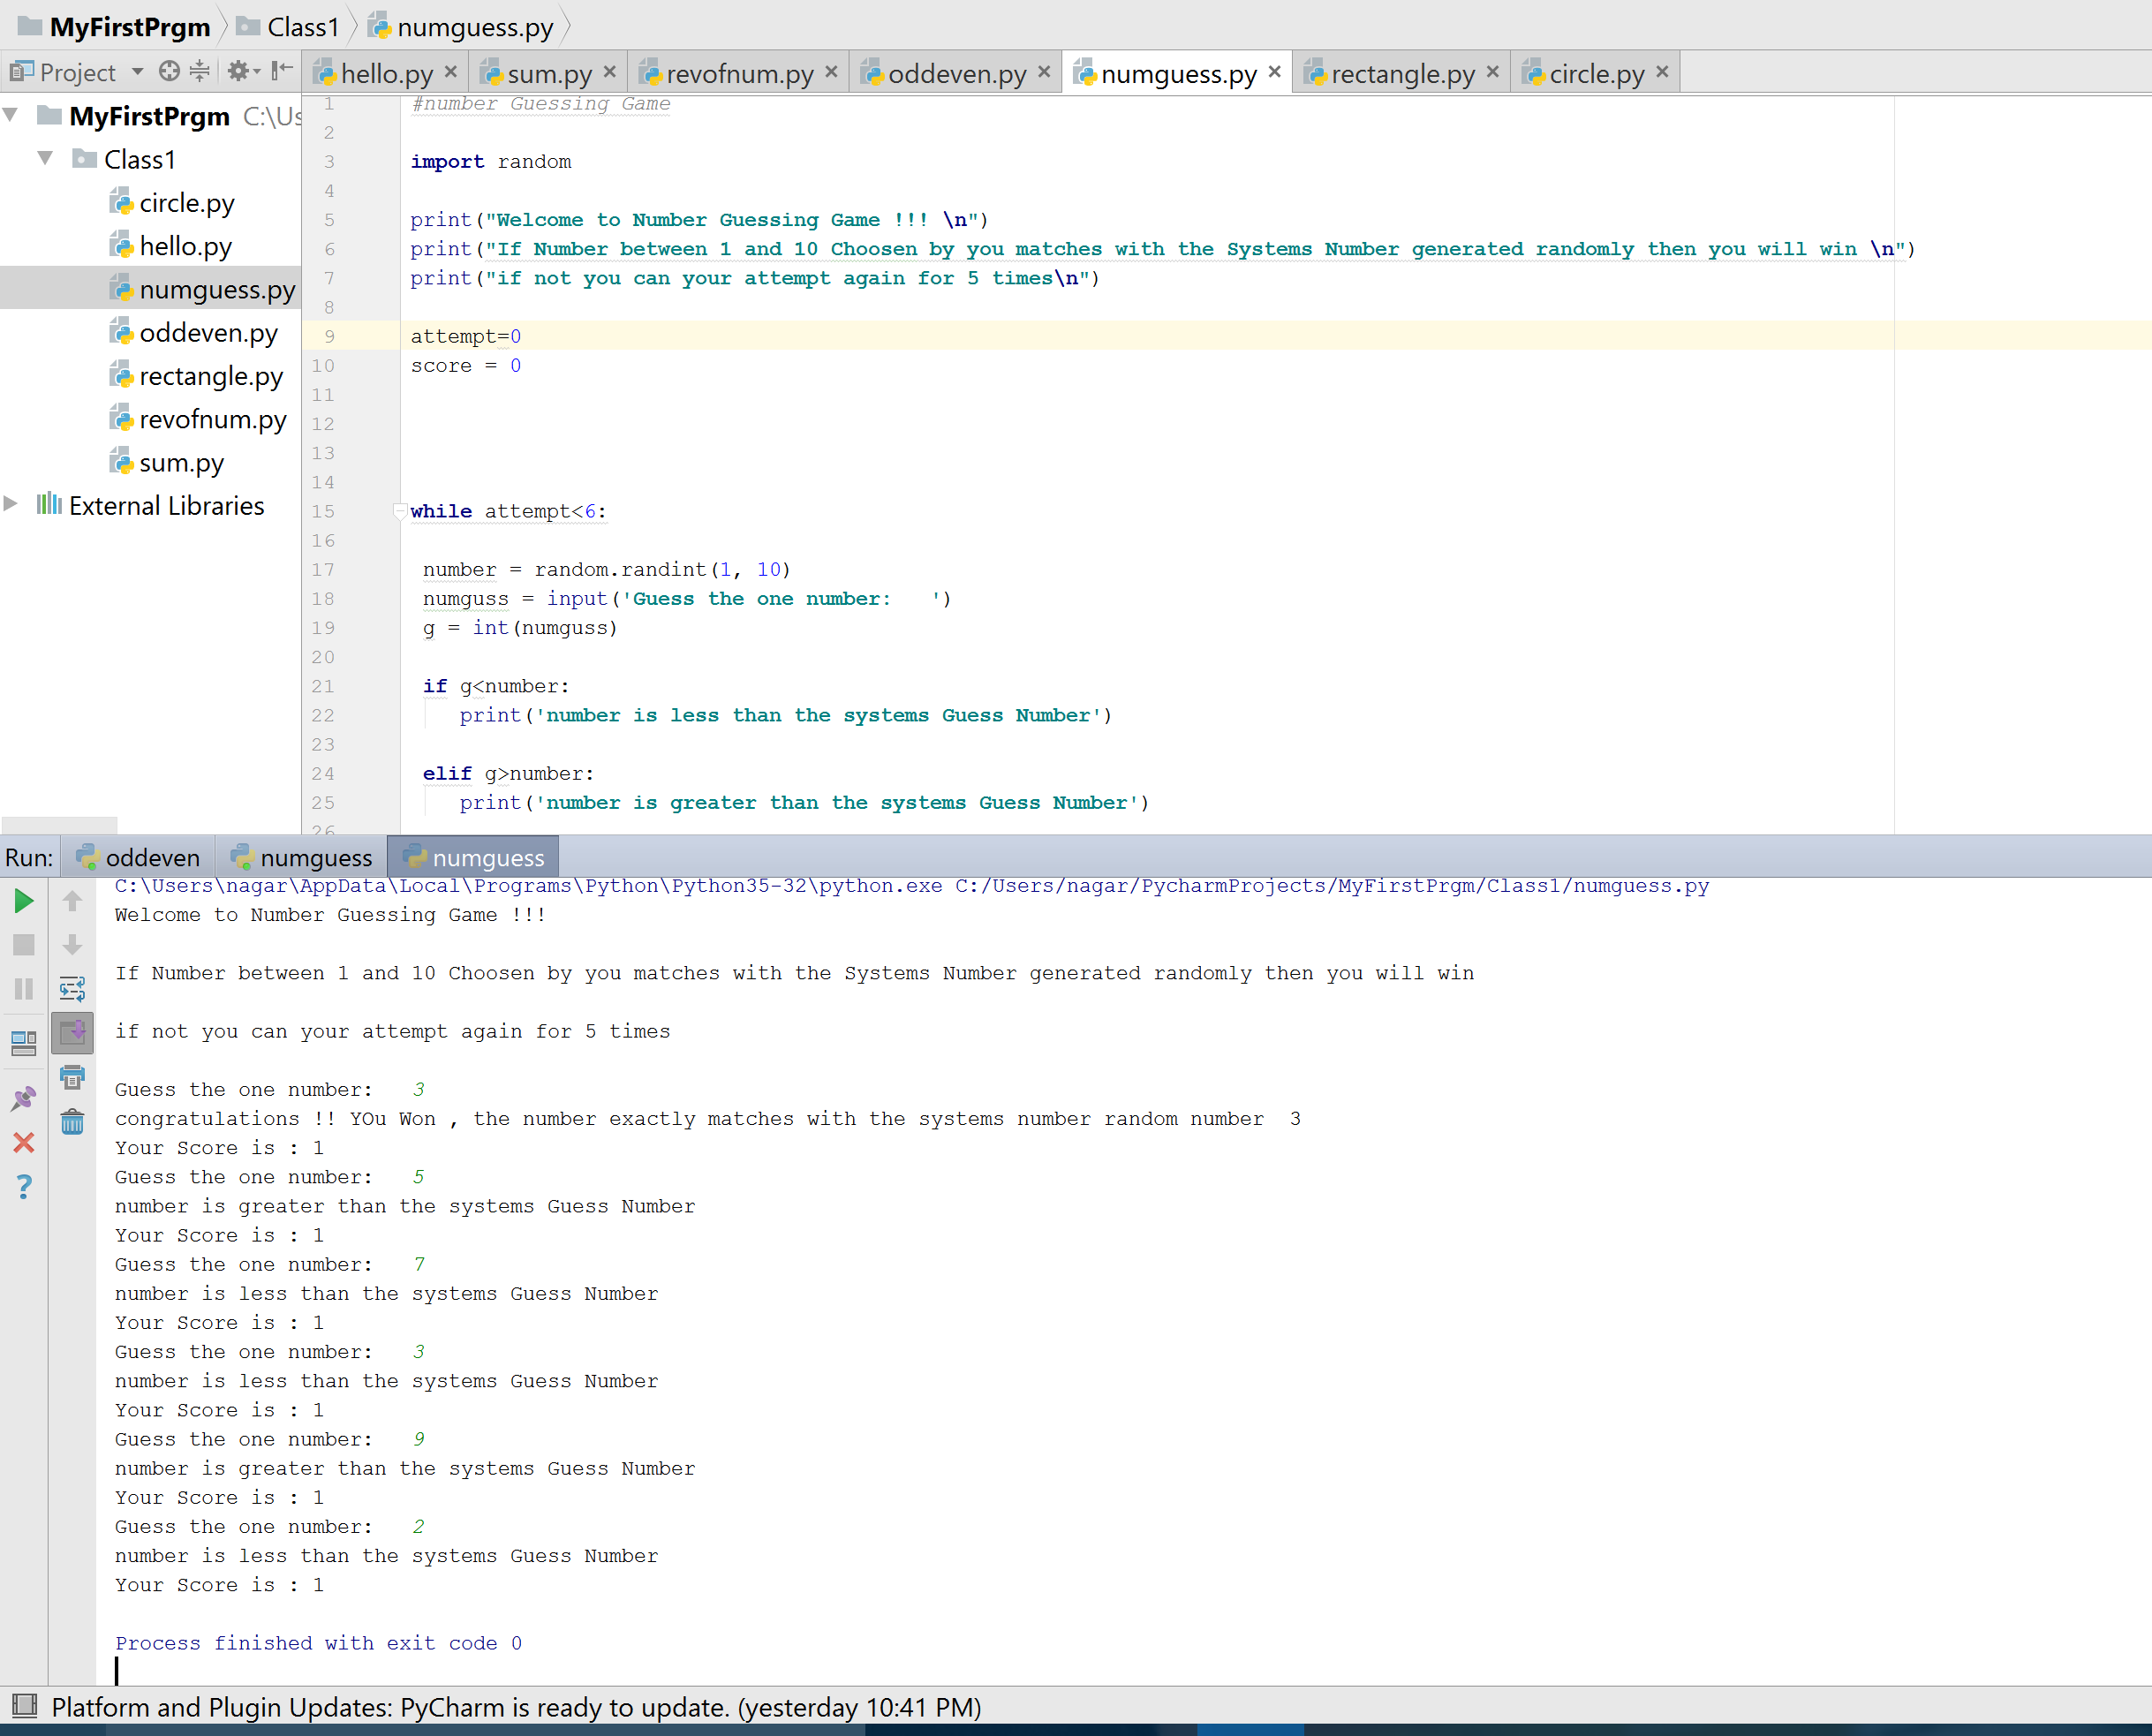 MyFirstPrgm Class1 numguess.py
Project hello.py sum.py revofnum.py oddeven.py numguess.py rectangle.py circle.py
MyFirstPrgm C:\Us
Class1
circle.py
hello.py
numguess.py
oddeven.py
rectangle.py
revofnum.py
sum.py
External Libraries
1 #number Guessing Game
2
3 import random
4
5 print("Welcome to Number Guessing Game !!! \n")
6 print("If Number between 1 and 10 Choosen by you matches with the Systems Number generated randomly then you will win \n")
7 print("if not you can your attempt again for 5 times\n")
8
9 attempt=0
10 score = 0
11
12
13
14
15 while attempt<6:
16
17 number = random.randint(1, 10)
18 numguss = input('Guess the one number:   ')
19 g = int(numguss)
20
21 if g<number:
22 print('number is less than the systems Guess Number')
23
24 elif g>number:
25 print('number is greater than the systems Guess Number')
26
Run: oddeven numguess numguess
C:\Users\nagar\AppData\Local\Programs\Python\Python35-32\python.exe C:/Users/nagar/PycharmProjects/MyFirstPrgm/Class1/numguess.py
Welcome to Number Guessing Game !!!
If Number between 1 and 10 Choosen by you matches with the Systems Number generated randomly then you will win
if not you can your attempt again for 5 times
Guess the one number:   3
congratulations !! YOu Won , the number exactly matches with the systems number random number  3
Your Score is : 1
Guess the one number:   5
number is greater than the systems Guess Number
Your Score is : 1
Guess the one number:   7
number is less than the systems Guess Number
Your Score is : 1
Guess the one number:   3
number is less than the systems Guess Number
Your Score is : 1
Guess the one number:   9
number is greater than the systems Guess Number
Your Score is : 1
Guess the one number:   2
number is less than the systems Guess Number
Your Score is : 1
Process finished with exit code 0
Platform and Plugin Updates: PyCharm is ready to update. (yesterday 10:41 PM)